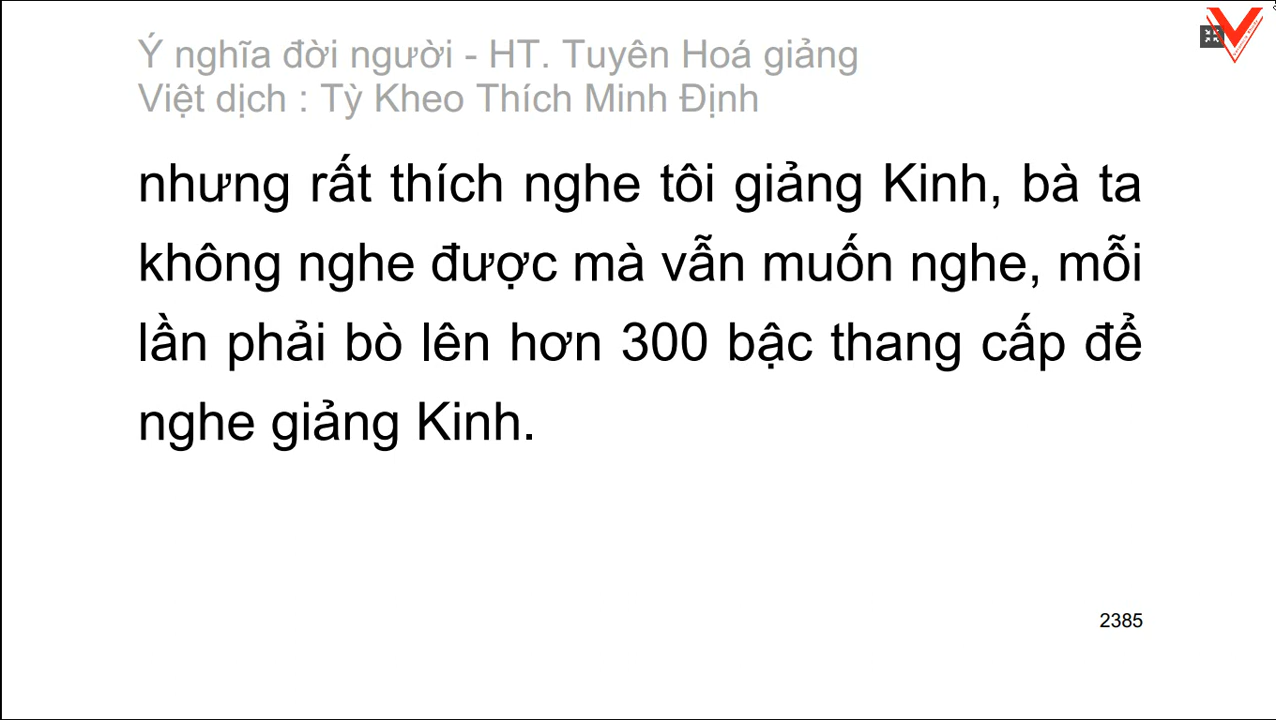 Ý nghĩa đời người - HT. Tuyên Hoá giảng
Việt dịch : Tỳ Kheo Thích Minh Định
nhưng rất thích nghe tôi giảng Kinh, bà ta
không nghe được mà vẫn muốn nghe, mỗi
lần phải bò lên hơn 300 bậc thang cấp để
nghe giảng Kinh.
2385